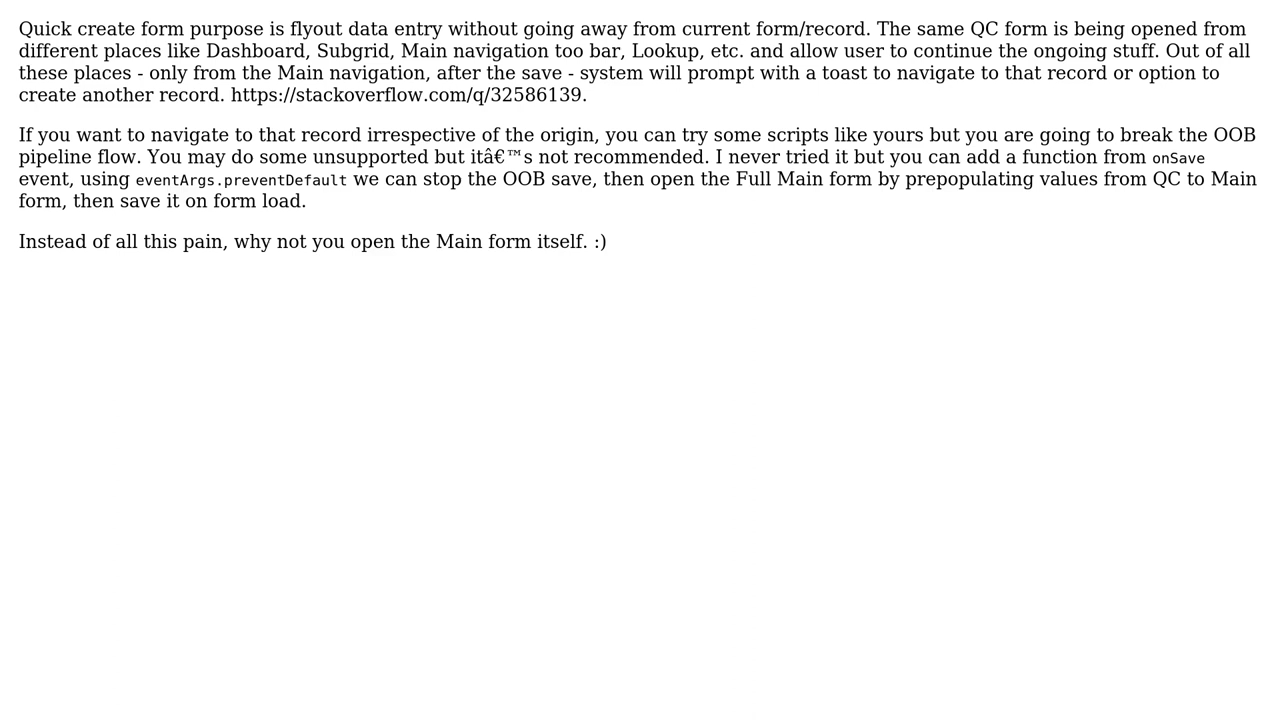 Quick create form purpose is flyout data entry without going away from current form/record. The same QC form is being opened from
different places like Dashboard, Subgrid, Main navigation too bar, Lookup, etc. and allow user to continue the ongoing stuff. Out of all
these places - only from the Main navigation, after the save - system will prompt with a toast to navigate to that record or option to
create another record. https://stackoverflow.com/q/32586139.
If you want to navigate to that record irrespective of the origin, you can try some scripts like yours but you are going to break the OOB
pipeline flow. You may do some unsupported but itâ€™s not recommended. I never tried it but you can add a function from onSave
event, using eventArgs.preventDefault we can stop the OOB save, then open the Full Main form by prepopulating values from QC to Main
form, then save it on form load.
Instead of all this pain, why not you open the Main form itself. :)